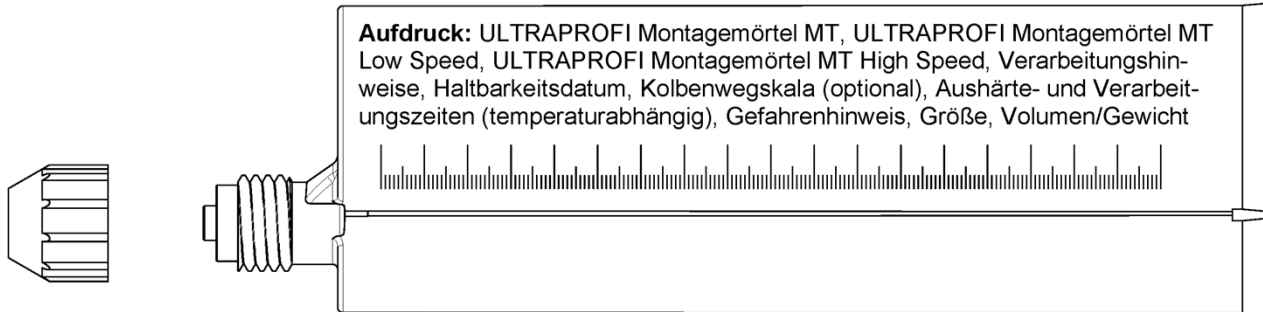 Aufdruck: ULTRAPROFI Montagemörtel MT, ULTRAPROFI Montagemörtel MT
Low Speed, ULTRAPROFI Montagemörtel MT High Speed, Verarbeitungshin-
weise, Haltbarkeitsdatum, Kolbenwegskala (optional), Aushärte- und Verarbeit-
ungszeiten (temperaturabhängig), Gefahrenhinweis, Größe, Volumen/Gewicht